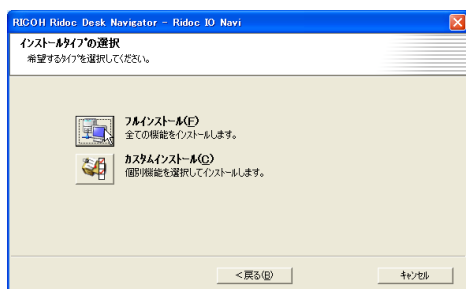 RICOH Ridoc Desk Navigator - Ridoc IO Navi
インストールタイプの選択
希望するタイプを選択してください。
フルインストール(F)
全ての機能をインストールします。
カスタムインストール(C)
個別機能を選択してインストールします。
<戻る(B)
キャンセル